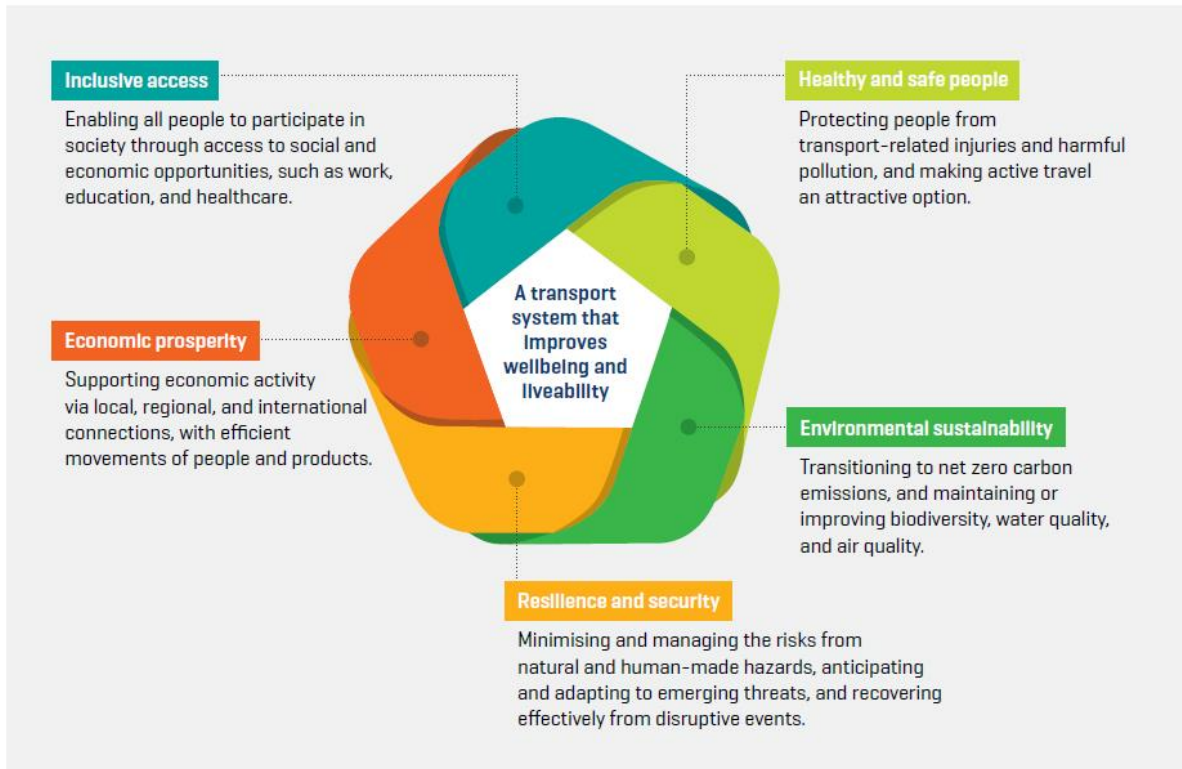 Inclusive access
Enabling all people to participate in
society through access to social and
economic opportunities, such as work,
education, and healthcare.
Healthy and safe people
Protecting people from
transport-related injuries and harmful
pollution, and making active travel
an attractive option.
A transport
system that
improves
wellbeing and
liveability
Economic prosperity
Supporting economic activity
via local, regional, and international
connections, with efficient
movements of people and products.
Environmental sustainability
Transitioning to net zero carbon
emissions, and maintaining or
improving biodiversity, water quality,
and air quality.
Resilience and security
Minimising and managing the risks from
natural and human-made hazards, anticipating
and adapting to emerging threats, and recovering
effectively from disruptive events.